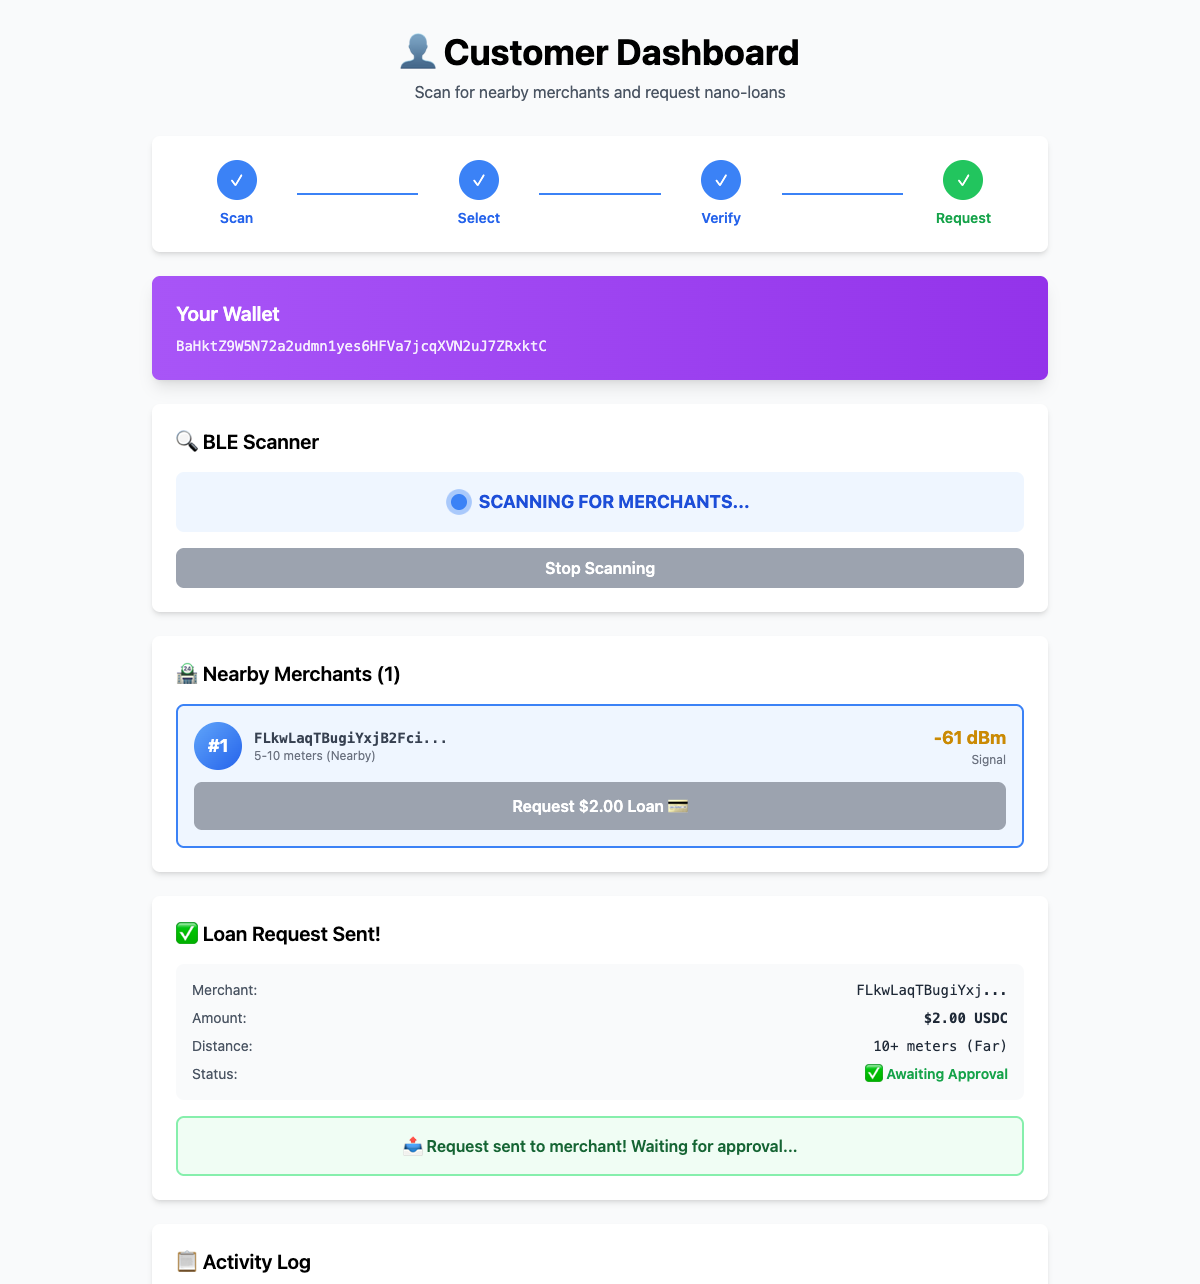 Customer Dashboard
Scan for nearby merchants and request nano-loans
Scan
Select
Verify
Request
Your Wallet
BaHktZ9W5N72a2udmn1yes6HFVa7jcqXVN2uJ7ZRxktC
BLE Scanner
SCANNING FOR MERCHANTS...
Stop Scanning
Nearby Merchants (1)
#1
FLkwLaqTBugiYxjB2Fci...
5-10 meters (Nearby)
-61 dBm
Signal
Request $2.00 Loan
Loan Request Sent!
Merchant: FLkwLaqTBugiYxj...
Amount: $2.00 USDC
Distance: 10+ meters (Far)
Status: Awaiting Approval
Request sent to merchant! Waiting for approval...
Activity Log